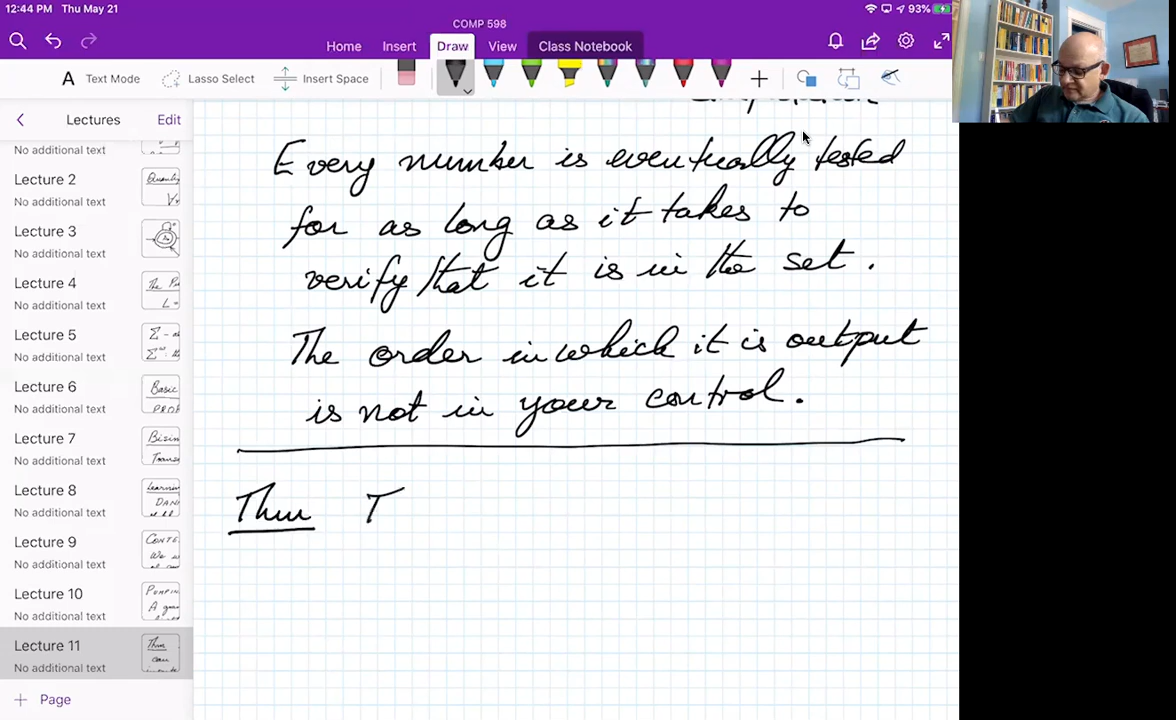 12:44 PM Thu May 21
93%
COMP 598
Home Insert Draw View Class Notebook
A Text Mode Lasso Select Insert Space
Lectures Edit
No additional text
Lecture 2
No additional text
Lecture 3
No additional text
Lecture 4
No additional text
Lecture 5
No additional text
Lecture 6
No additional text
Lecture 7
No additional text
Lecture 8
No additional text
Lecture 9
No additional text
Lecture 10
No additional text
Lecture 11
No additional text
Page
Every number is eventually tested
for as long as it takes to
verify that it is in the set.
The order in which it is output
is not in your control.
Thm T